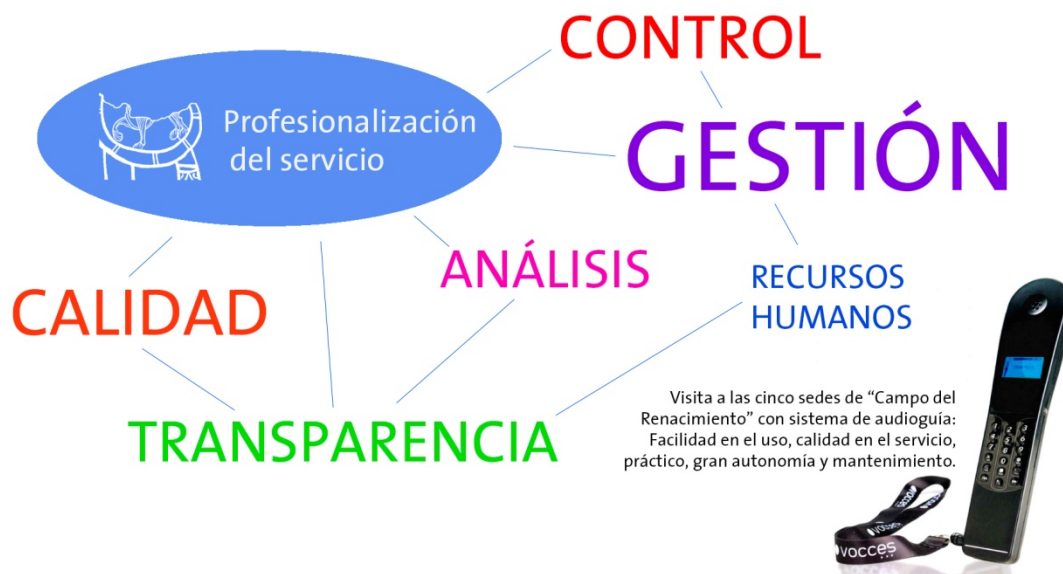 CONTROL
Profesionalización
del servicio
GESTIÓN
ANÁLISIS
CALIDAD
RECURSOS
HUMANOS
TRANSPARENCIA
Visita a las cinco sedes de “Campo del
Renacimiento” con sistema de audioguía:
Facilidad en el uso, calidad en el servicio,
práctico, gran autonomía y mantenimiento.
vocces
vocces